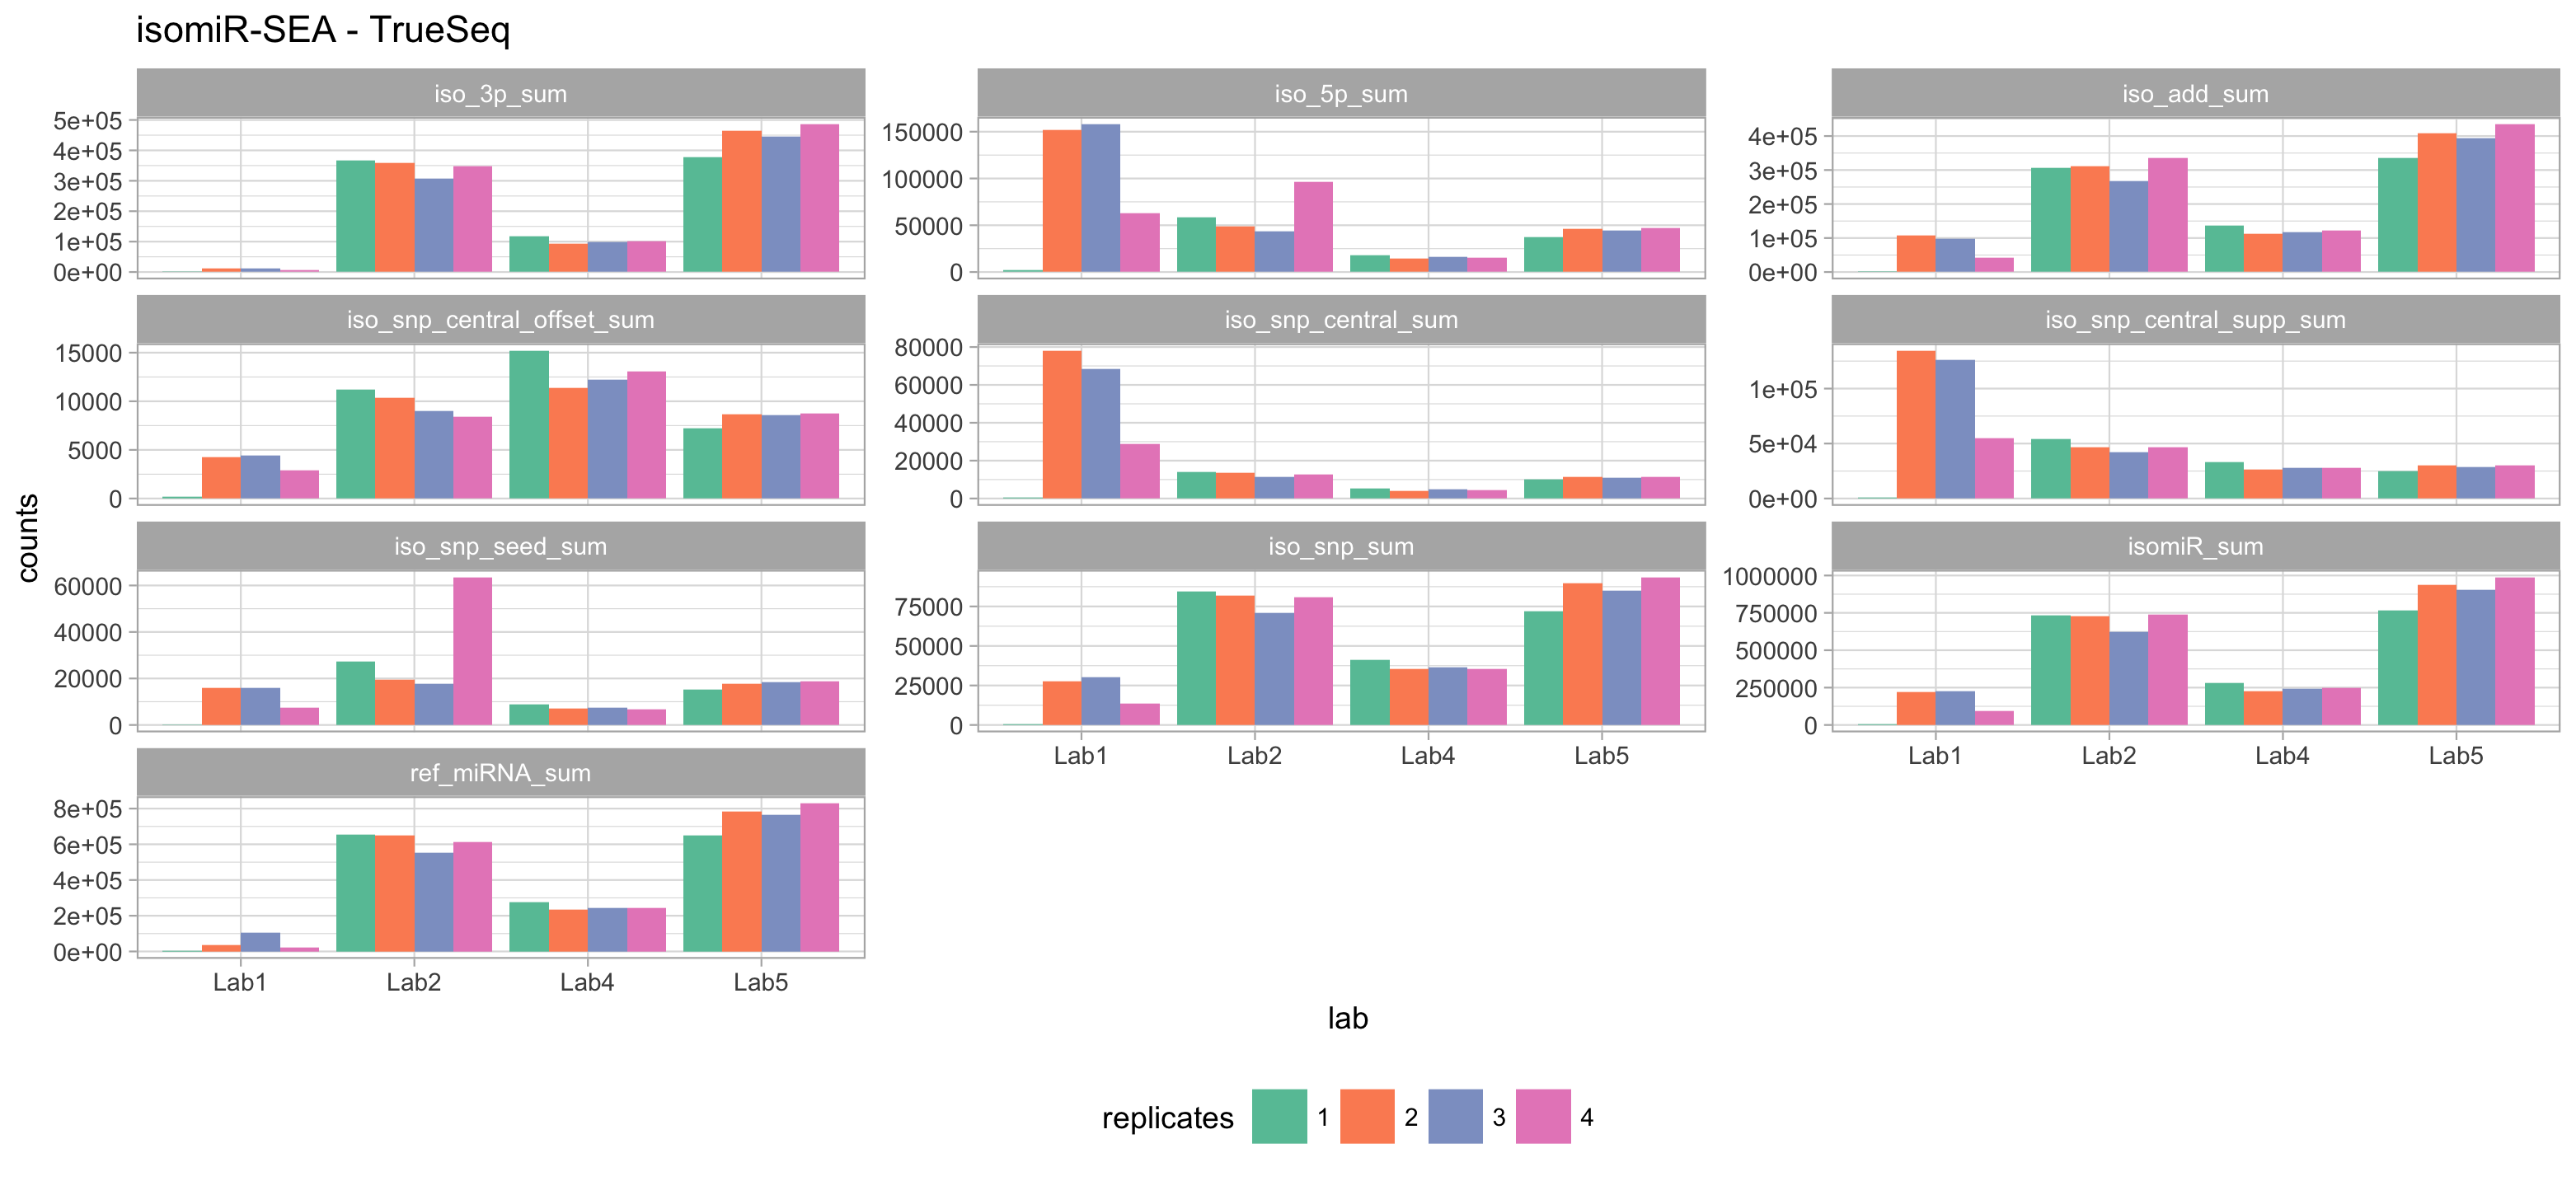 isomiR-SEA - TrueSeq
counts
iso_3p_sum
5e+05
4e+05
3e+05
2e+05
1e+05
0e+00
iso_5p_sum
150000
100000
50000
0
iso_add_sum
4e+05
3e+05
2e+05
1e+05
0e+00
iso_snp_central_offset_sum
15000
10000
5000
0
iso_snp_central_sum
80000
60000
40000
20000
0
iso_snp_central_supp_sum
1e+05
5e+04
0e+00
iso_snp_seed_sum
60000
40000
20000
0
iso_snp_sum
75000
50000
25000
0
Lab1 Lab2 Lab4 Lab5
isomiR_sum
1000000
750000
500000
250000
0
Lab1 Lab2 Lab4 Lab5
ref_miRNA_sum
8e+05
6e+05
4e+05
2e+05
0e+00
Lab1 Lab2 Lab4 Lab5
lab
replicates 1 2 3 4